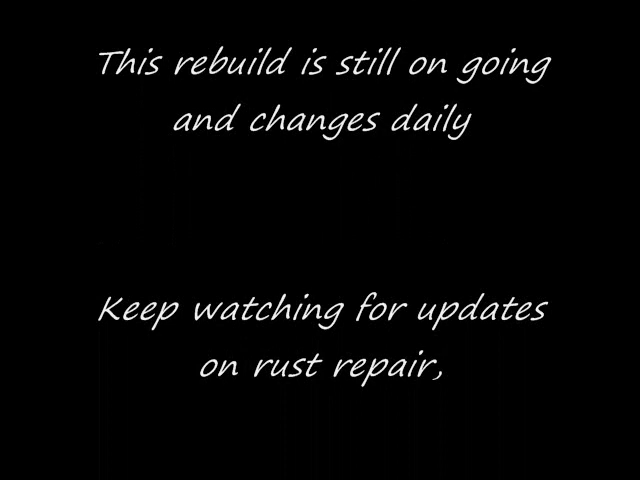 This rebuild is still on going
and changes daily
Keep watching for updates
on rust repair,